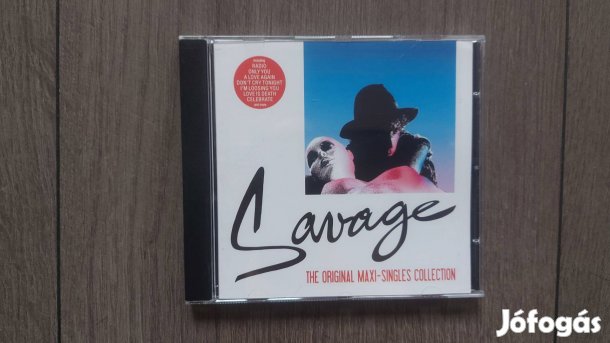 including
RADIO
ONLY YOU
A LOVE AGAIN
DON'T CRY TONIGHT
I'M LOOSING YOU
LOVE IS DEATH
CELEBRATE
and many
Savage
THE ORIGINAL MAXI-SINGLES COLLECTION
Jófogás